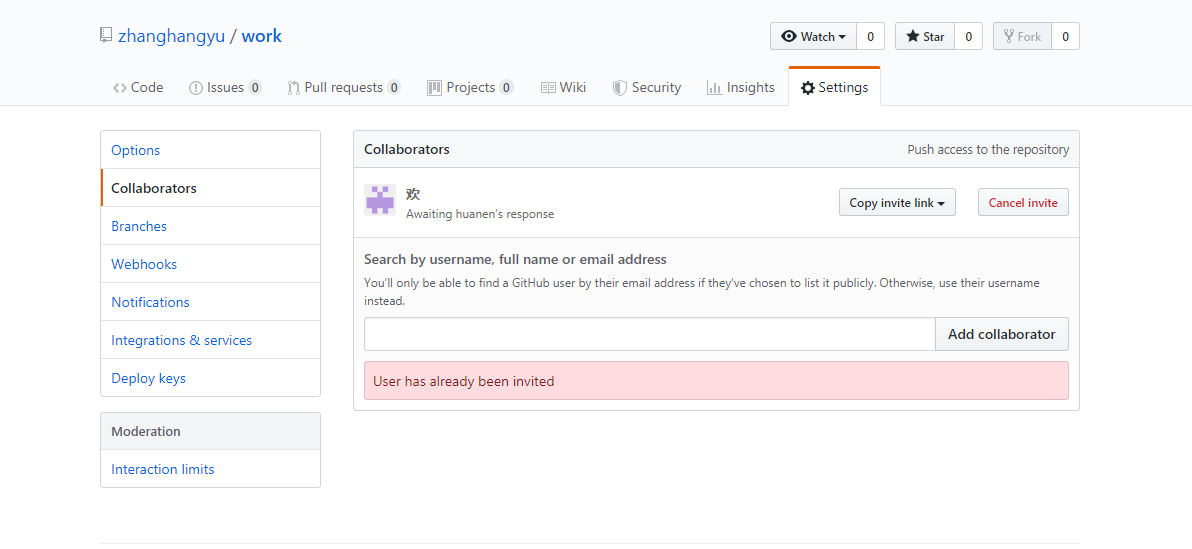 zhanghangyu / work
Watch 0 Star 0 Fork 0
Code Issues 0 Pull requests 0 Projects 0 Wiki Security Insights Settings
Options
Collaborators
Branches
Webhooks
Notifications
Integrations & services
Deploy keys
Moderation
Interaction limits
Collaborators Push access to the repository
欢
Awaiting huanen's response
Copy invite link Cancel invite
Search by username, full name or email address
You'll only be able to find a GitHub user by their email address if they've chosen to list it publicly. Otherwise, use their username
instead.
Add collaborator
User has already been invited